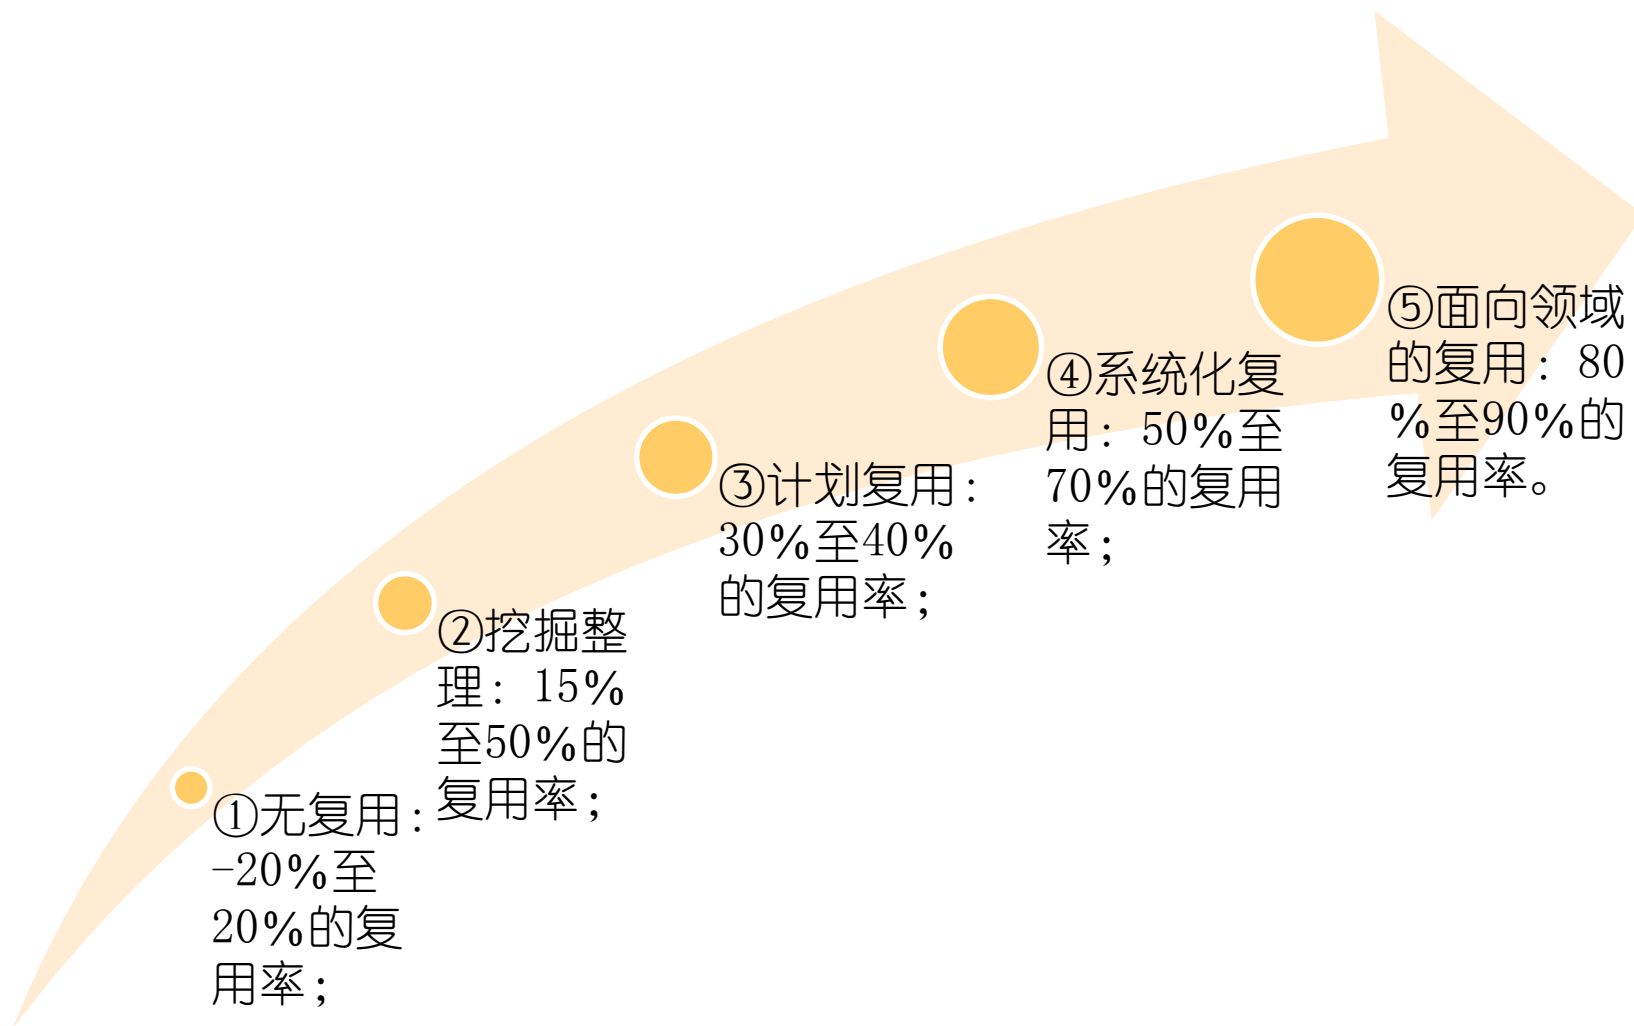 ①无复用：
-20%至
20%的复
用率；
②挖掘整
理：15%
至50%的
复用率；
③计划复用：
30%至40%
的复用率；
④系统化复
用：50%至
70%的复用
率；
⑤面向领域
的复用：80
%至90%的
复用率。